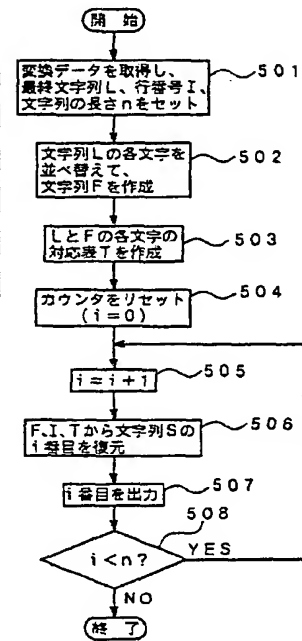 開 始
変換データを取得し、
最終文字列L、行番号I、
文字列の長さnをセット
501
文字列Lの各文字を
並べ替えて、
文字列Fを作成
502
LとFの各文字の
対応表Tを作成
503
カウンタをリセット
(i=0)
504
i=i+1
505
F、I、Tから文字列Sの
i番目を復元
506
i番目を出力
507
508
i<n?
YES
NO
終 了